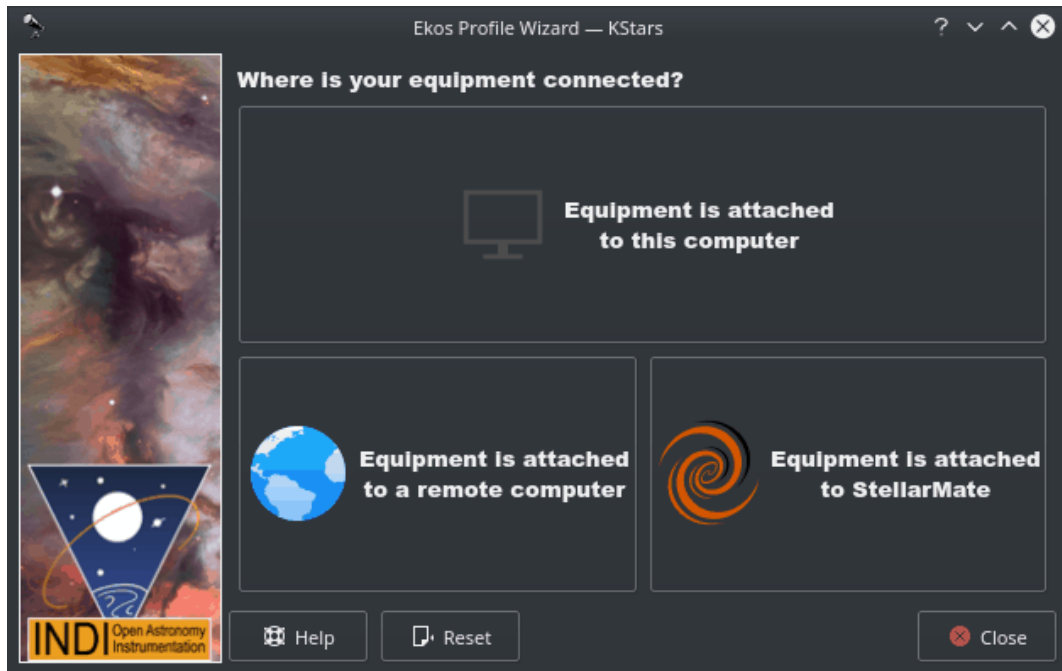 Ekos Profile Wizard — KStars
Where is your equipment connected?
Equipment is attached
to this computer
Equipment is attached
to a remote computer
Equipment is attached
to StellarMate
INDI
Open Astronomy
Instrumentation
Help
Reset
Close